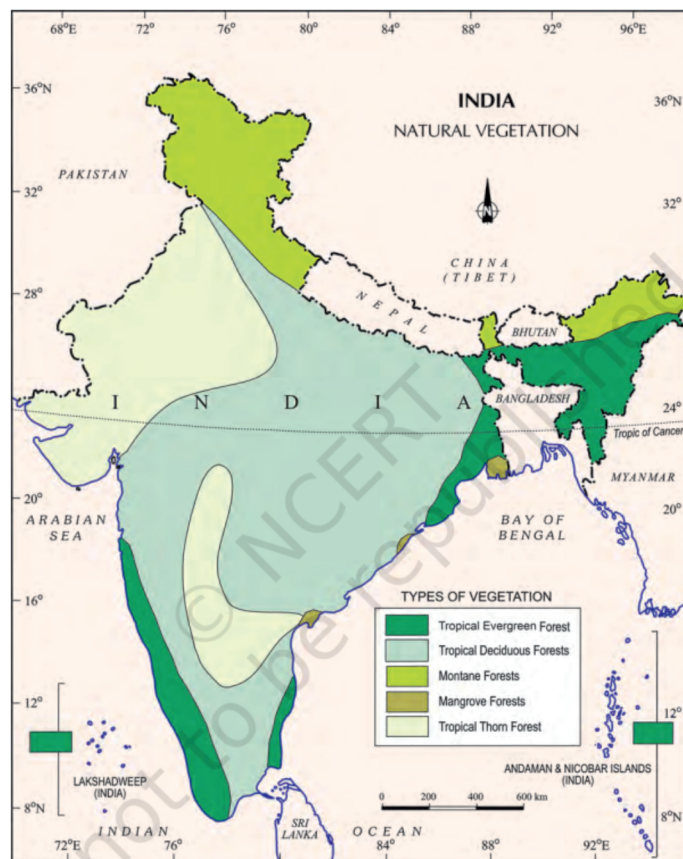 68°E 72° 76° 80° 84° 88° 92° 96°E
INDIA
NATURAL VEGETATION
36°N
36°N
PAKISTAN
32°
32°
N
CHINA
(TIBET)
28°
28°
NEPAL
BHUTAN
I N D I A
BANGLADESH
24°
24°
Tropic of Cancer
MYANMAR
20°
20°
ARABIAN
SEA
BAY OF
BENGAL
© NCERT
not to be republished
TYPES OF VEGETATION
Tropical Evergreen Forest
Tropical Deciduous Forests
Montane Forests
Mangrove Forests
Tropical Thorn Forest
16°
12°
12°
LAKSHADWEEP
(INDIA)
ANDAMAN & NICOBAR ISLANDS
(INDIA)
0 200 400 600 km
8°N
8°N
SRI
LANKA
INDIAN OCEAN
72°E 76° 80° 84° 88° 92°E